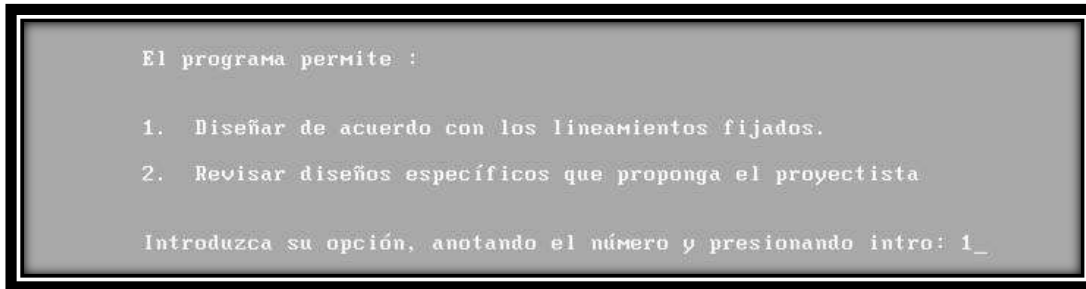 El programa permite :
1. Diseñar de acuerdo con los lineamientos fijados.
2. Revisar diseños específicos que proponga el proyectista
Introduzca su opción, anotando el número y presionando intro: 1_